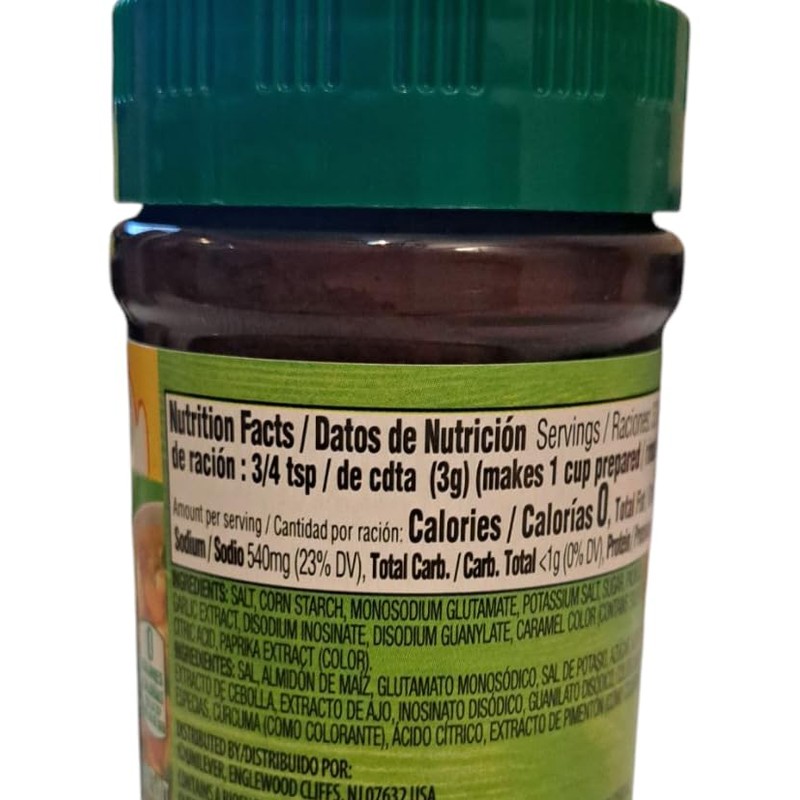 Nutrition Facts / Datos de Nutrición Servings / Raciones
de ración : 3/4 tsp / de cdta (3g) (makes 1 cup prepared
Amount per serving / Cantidad por ración: Calories / Calorías 0, Total Fat
Sodium / Sodio 540mg (23% DV), Total Carb. / Carb. Total <1g (0% DV), Protein
INGREDIENTS: SALT, CORN STARCH, MONOSODIUM GLUTAMATE, POTASSIUM SALT, SUGAR,
GARLIC EXTRACT, DISODIUM INOSINATE, DISODIUM GUANYLATE, CARAMEL COLOR (CONTAINS
CITRIC ACID, PAPRIKA EXTRACT (COLOR).
INGREDIENTES: SAL, ALMIDÓN DE MAÍZ, GLUTAMATO MONOSÓDICO, SAL DE POTASIO,
EXTRACTO DE CEBOLLA, EXTRACTO DE AJO, INOSINATO DISÓDICO, GUANILATO DISÓDICO,
ESPECIAS, CÚRCUMA (COMO COLORANTE), ÁCIDO CÍTRICO, EXTRACTO DE PIMENTÓN
DISTRIBUTED BY/DISTRIBUIDO POR:
©UNILEVER, ENGLEWOOD CLIFFS, NJ 07632 USA
CONTAINS A
0